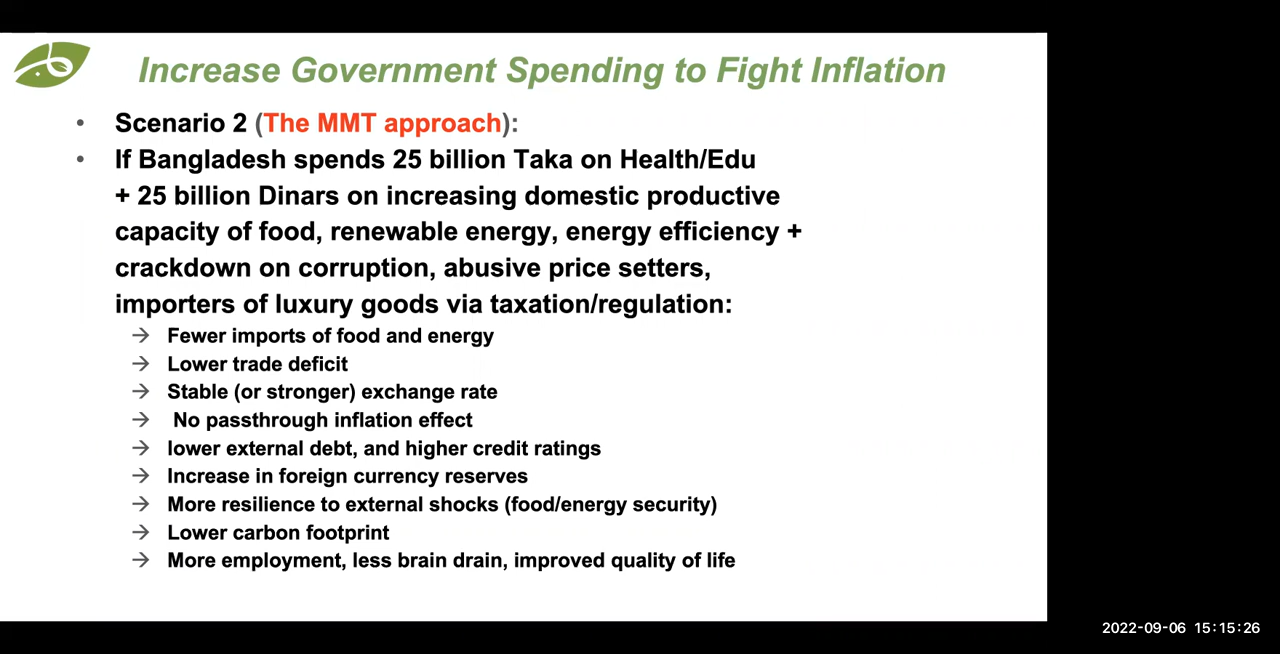 Increase Government Spending to Fight Inflation
• Scenario 2 (The MMT approach):
• If Bangladesh spends 25 billion Taka on Health/Edu
+ 25 billion Dinars on increasing domestic productive
capacity of food, renewable energy, energy efficiency +
crackdown on corruption, abusive price setters,
importers of luxury goods via taxation/regulation:
→ Fewer imports of food and energy
→ Lower trade deficit
→ Stable (or stronger) exchange rate
→ No passthrough inflation effect
→ lower external debt, and higher credit ratings
→ Increase in foreign currency reserves
→ More resilience to external shocks (food/energy security)
→ Lower carbon footprint
→ More employment, less brain drain, improved quality of life
2022-09-06 15:15:26